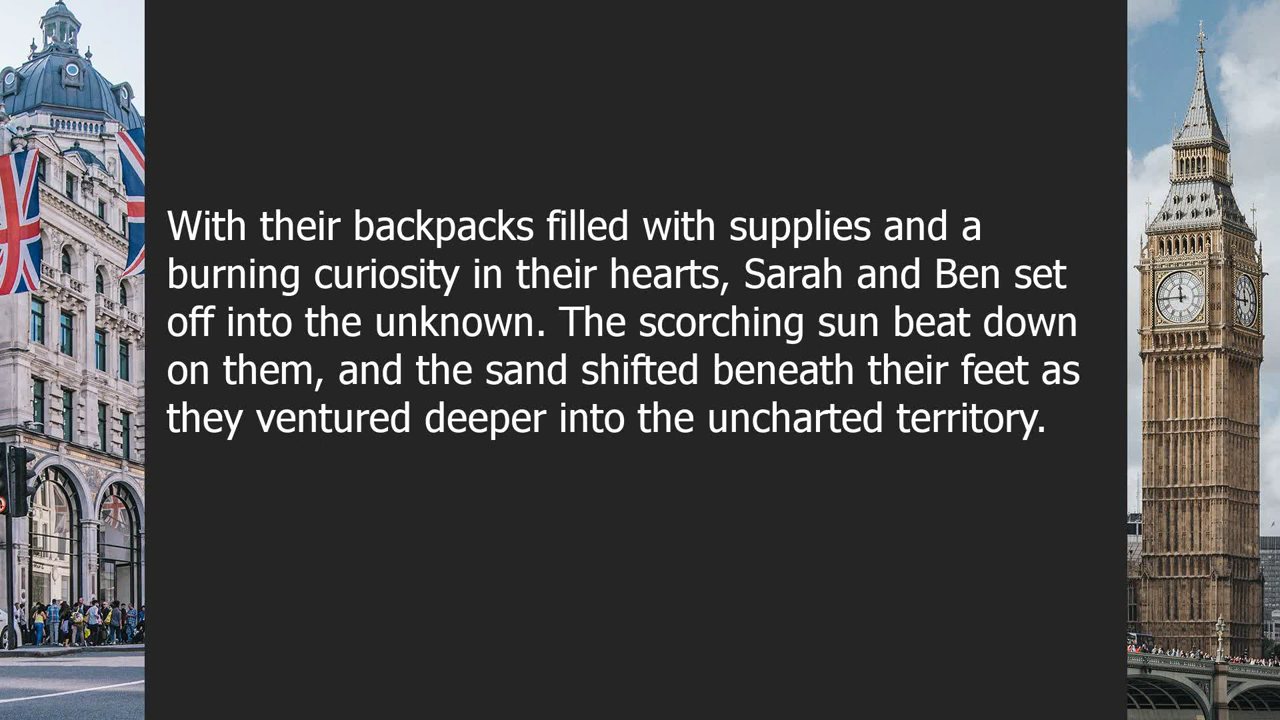 With their backpacks filled with supplies and a
burning curiosity in their hearts, Sarah and Ben set
off into the unknown. The scorching sun beat down
on them, and the sand shifted beneath their feet as
they ventured deeper into the uncharted territory.